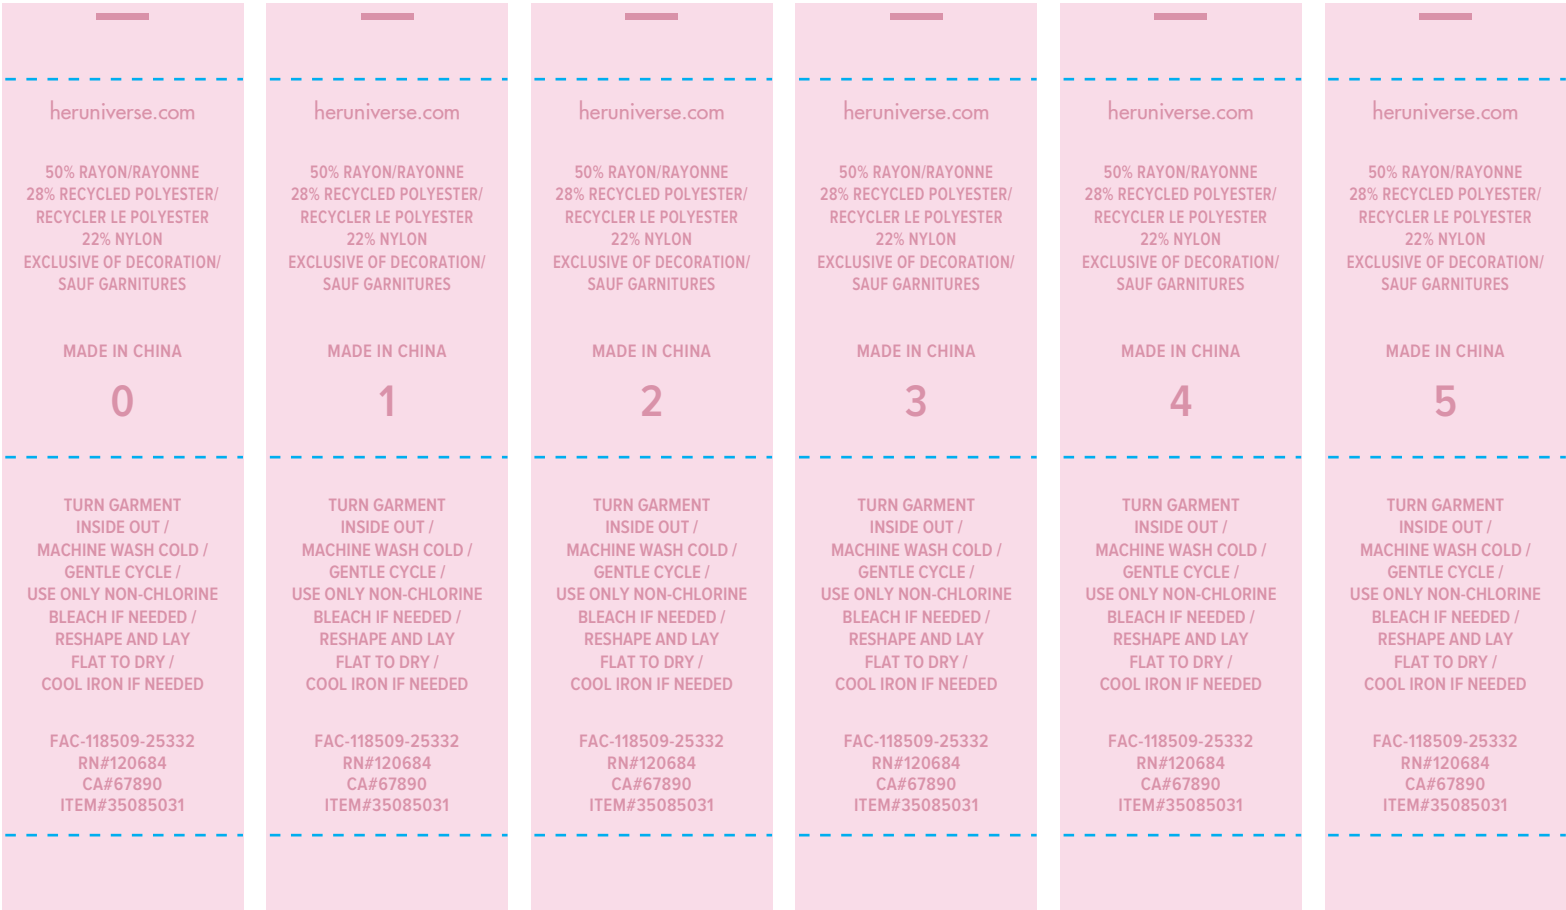 heruniverse.com
50% RAYON/RAYONNE
28% RECYCLED POLYESTER/
RECYCLER LE POLYESTER
22% NYLON
EXCLUSIVE OF DECORATION/
SAUF GARNITURES
MADE IN CHINA
0
TURN GARMENT
INSIDE OUT /
MACHINE WASH COLD /
GENTLE CYCLE /
USE ONLY NON-CHLORINE
BLEACH IF NEEDED /
RESHAPE AND LAY
FLAT TO DRY /
COOL IRON IF NEEDED
FAC-118509-25332
RN#120684
CA#67890
ITEM#35085031
heruniverse.com
50% RAYON/RAYONNE
28% RECYCLED POLYESTER/
RECYCLER LE POLYESTER
22% NYLON
EXCLUSIVE OF DECORATION/
SAUF GARNITURES
MADE IN CHINA
1
TURN GARMENT
INSIDE OUT /
MACHINE WASH COLD /
GENTLE CYCLE /
USE ONLY NON-CHLORINE
BLEACH IF NEEDED /
RESHAPE AND LAY
FLAT TO DRY /
COOL IRON IF NEEDED
FAC-118509-25332
RN#120684
CA#67890
ITEM#35085031
heruniverse.com
50% RAYON/RAYONNE
28% RECYCLED POLYESTER/
RECYCLER LE POLYESTER
22% NYLON
EXCLUSIVE OF DECORATION/
SAUF GARNITURES
MADE IN CHINA
2
TURN GARMENT
INSIDE OUT /
MACHINE WASH COLD /
GENTLE CYCLE /
USE ONLY NON-CHLORINE
BLEACH IF NEEDED /
RESHAPE AND LAY
FLAT TO DRY /
COOL IRON IF NEEDED
FAC-118509-25332
RN#120684
CA#67890
ITEM#35085031
heruniverse.com
50% RAYON/RAYONNE
28% RECYCLED POLYESTER/
RECYCLER LE POLYESTER
22% NYLON
EXCLUSIVE OF DECORATION/
SAUF GARNITURES
MADE IN CHINA
3
TURN GARMENT
INSIDE OUT /
MACHINE WASH COLD /
GENTLE CYCLE /
USE ONLY NON-CHLORINE
BLEACH IF NEEDED /
RESHAPE AND LAY
FLAT TO DRY /
COOL IRON IF NEEDED
FAC-118509-25332
RN#120684
CA#67890
ITEM#35085031
heruniverse.com
50% RAYON/RAYONNE
28% RECYCLED POLYESTER/
RECYCLER LE POLYESTER
22% NYLON
EXCLUSIVE OF DECORATION/
SAUF GARNITURES
MADE IN CHINA
4
TURN GARMENT
INSIDE OUT /
MACHINE WASH COLD /
GENTLE CYCLE /
USE ONLY NON-CHLORINE
BLEACH IF NEEDED /
RESHAPE AND LAY
FLAT TO DRY /
COOL IRON IF NEEDED
FAC-118509-25332
RN#120684
CA#67890
ITEM#35085031
heruniverse.com
50% RAYON/RAYONNE
28% RECYCLED POLYESTER/
RECYCLER LE POLYESTER
22% NYLON
EXCLUSIVE OF DECORATION/
SAUF GARNITURES
MADE IN CHINA
5
TURN GARMENT
INSIDE OUT /
MACHINE WASH COLD /
GENTLE CYCLE /
USE ONLY NON-CHLORINE
BLEACH IF NEEDED /
RESHAPE AND LAY
FLAT TO DRY /
COOL IRON IF NEEDED
FAC-118509-25332
RN#120684
CA#67890
ITEM#35085031